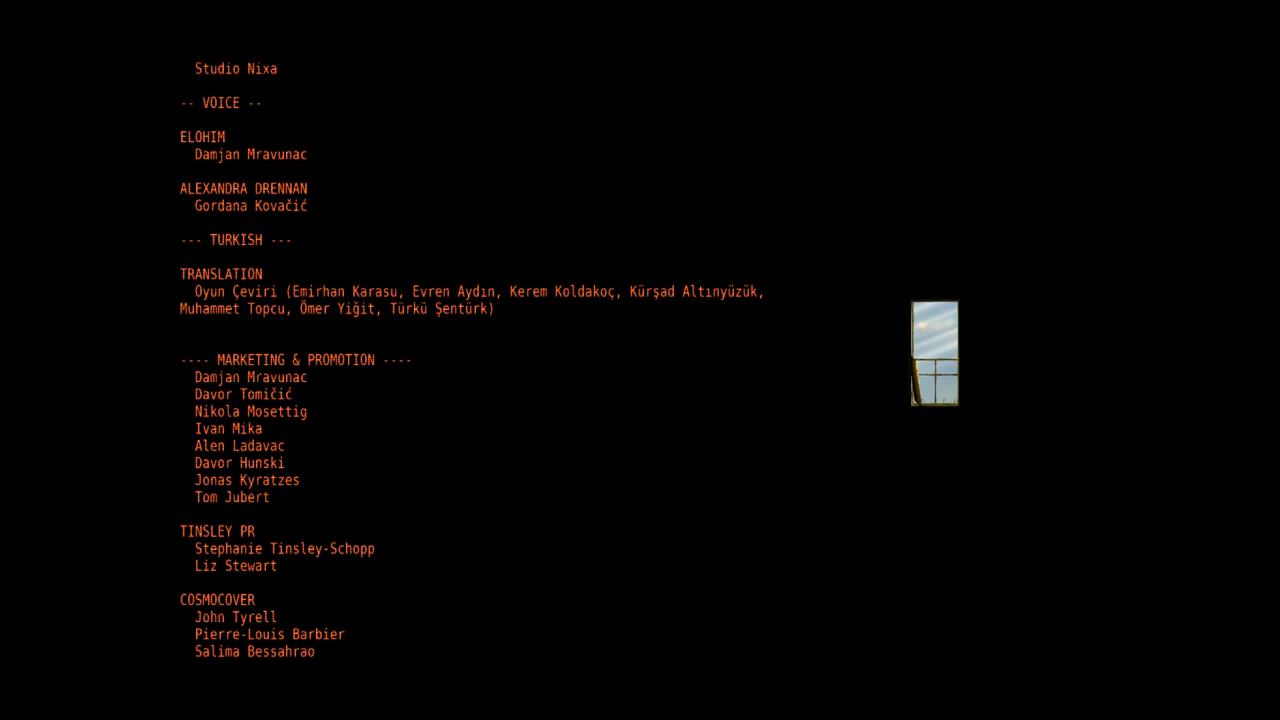 Studio Nixa
-- VOICE --
ELOHIM
Damjan Mravunac
ALEXANDRA DRENNAN
Gordana Kovačić
--- TURKISH ---
TRANSLATION
Oyun Çeviri (Emirhan Karasu, Evren Aydın, Kerem Koldakoç, Kürşad Altınyüzük,
Muhammet Topcu, Ömer Yiğit, Türkü Şentürk)
---- MARKETING & PROMOTION ----
Damjan Mravunac
Davor Tomičić
Nikola Mosettig
Ivan Mika
Alen Ladavac
Davor Hunski
Jonas Kyratzes
Tom Jubert
TINSLEY PR
Stephanie Tinsley-Schopp
Liz Stewart
COSMOCOVER
John Tyrell
Pierre-Louis Barbier
Salima Bessahrao